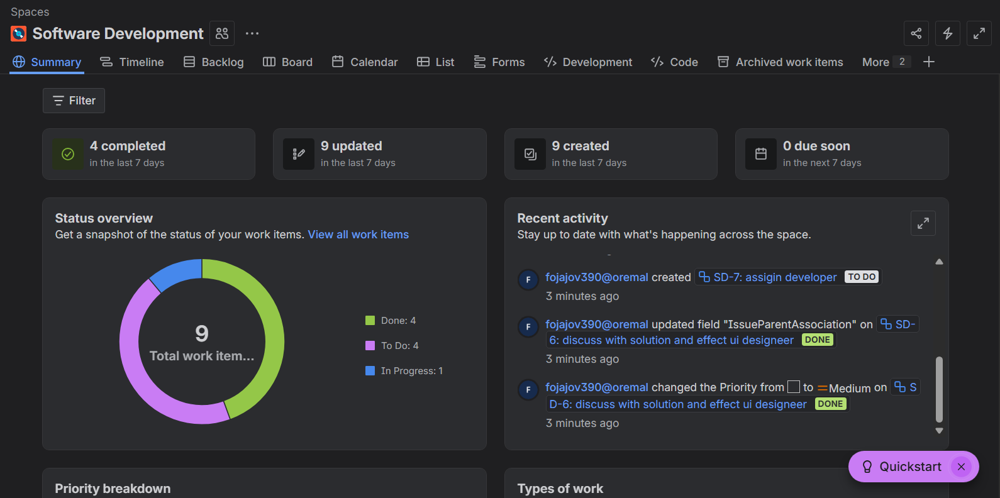 Spaces
Software Development
Summary Timeline Backlog Board Calendar List Forms Development Code Archived work items More 2
Filter
4 completed
in the last 7 days
9 updated
in the last 7 days
9 created
in the last 7 days
0 due soon
in the next 7 days
Status overview
Get a snapshot of the status of your work items. View all work items
9
Total work item...
Done: 4
To Do: 4
In Progress: 1
Recent activity
Stay up to date with what's happening across the space.
F
fojajov390@oremal created SD-7: assigin developer TO DO
3 minutes ago
F
fojajov390@oremal updated field "IssueParentAssociation" on SD-
6: discuss with solution and effect ui designeer DONE
3 minutes ago
F
fojajov390@oremal changed the Priority from to Medium on S
D-6: discuss with solution and effect ui designeer DONE
3 minutes ago
Quickstart
Priority breakdown
Types of work